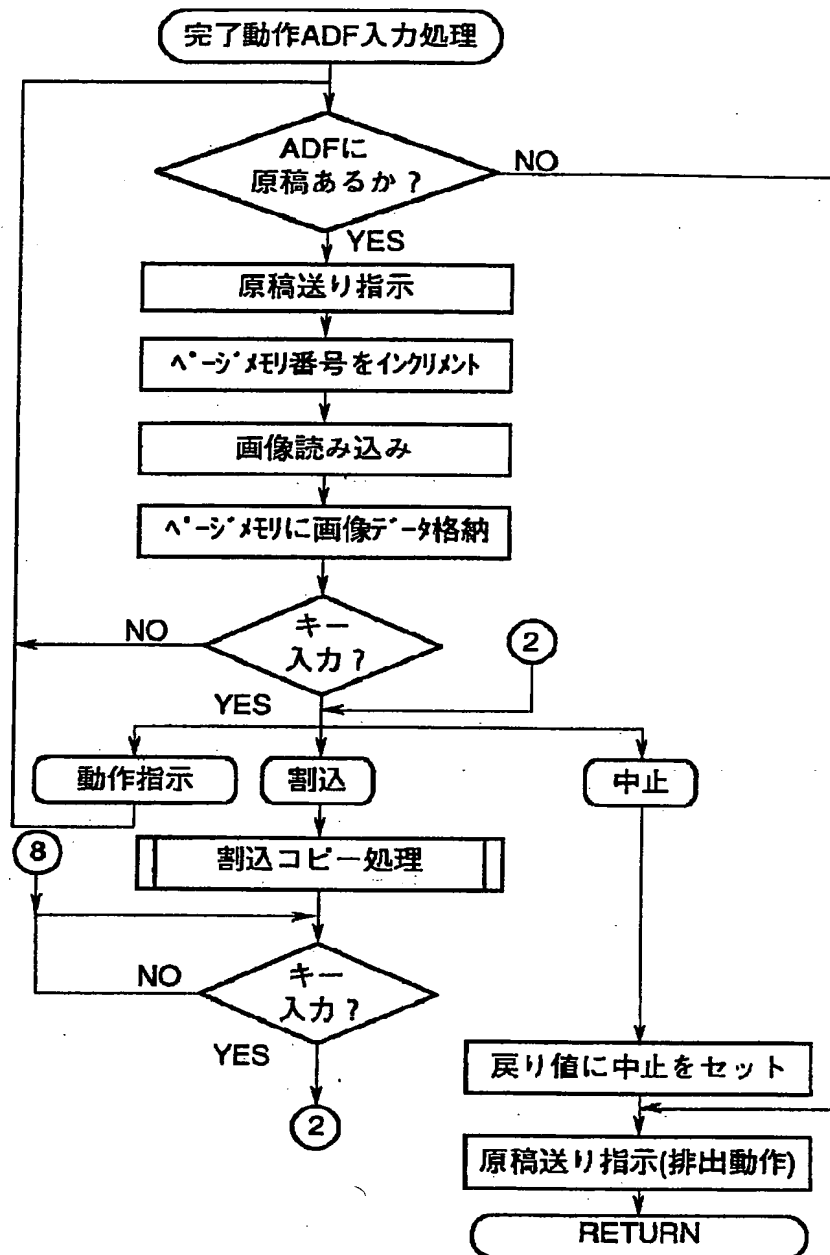 完了動作ADF入力処理
ADFに
原稿あるか?
NO
YES
原稿送り指示
ページメモリ番号をインクリメント
画像読み込み
ページメモリに画像データ格納
キー
入力?
NO
2
YES
動作指示
割込
中止
8
割込コピー処理
キー
入力?
NO
YES
2
戻り値に中止をセット
原稿送り指示(排出動作)
RETURN